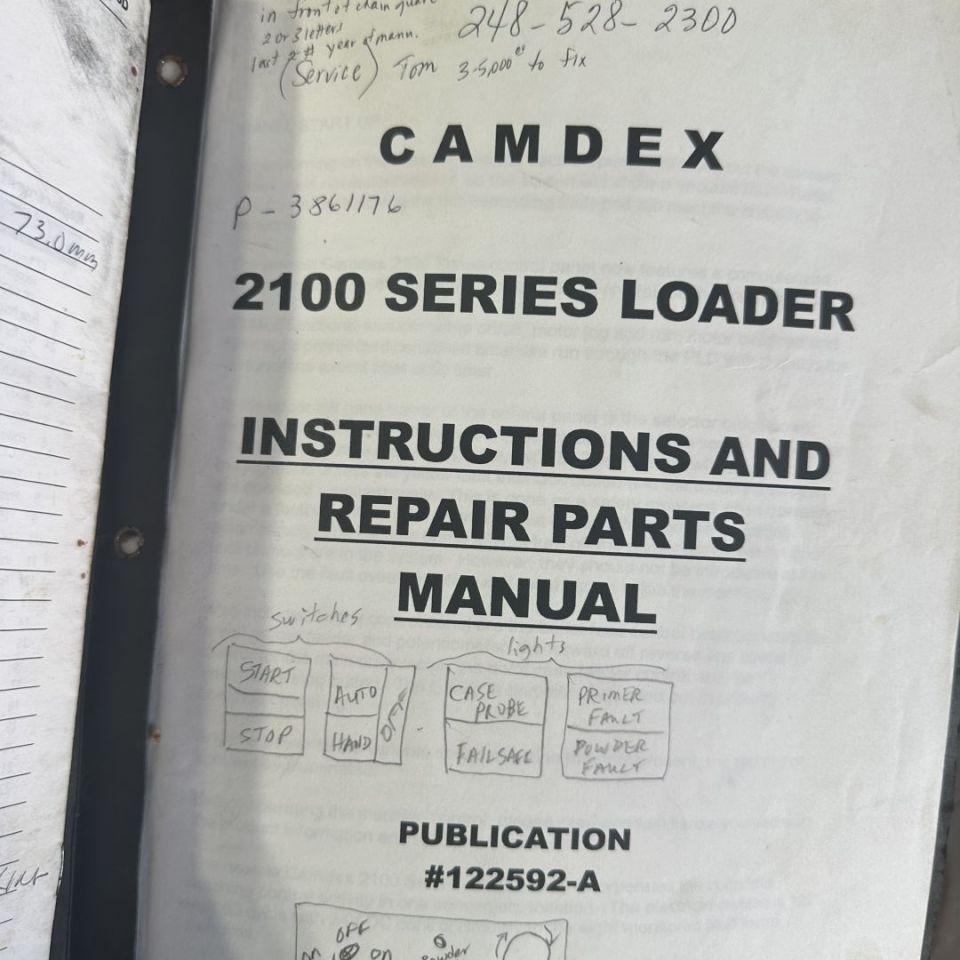 in front of chain guard
2 or 3 letters
last 2 # year of mann.
248-528-2300
(Service) Tom 3-5,000 to fix
CAMDEX
P-3861176
73.0mm
2100 SERIES LOADER
INSTRUCTIONS AND
REPAIR PARTS
MANUAL
switches
lights
START
STOP
AUTO
HAND
OFF
CASE
PROBE
FAILSAFE
PRIMER
FAULT
POWDER
FAULT
PUBLICATION
#122592-A
OFF
ON
Powder